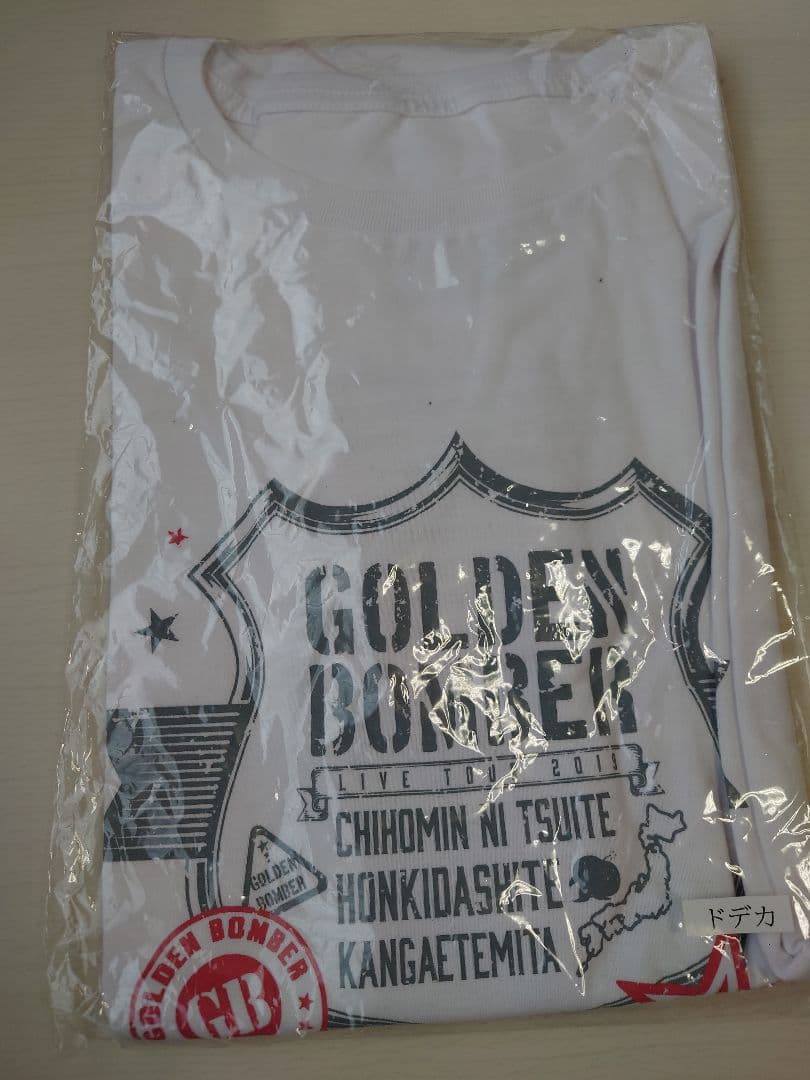 GOLDEN
BOMBER
LIVE TOUR 2019
CHIHOMIN NI TSUITE
HONKIDASHITE
KANGAETEMITA
GOLDEN
BOMBER
ドデカ
GOLDEN BOMBER
GB